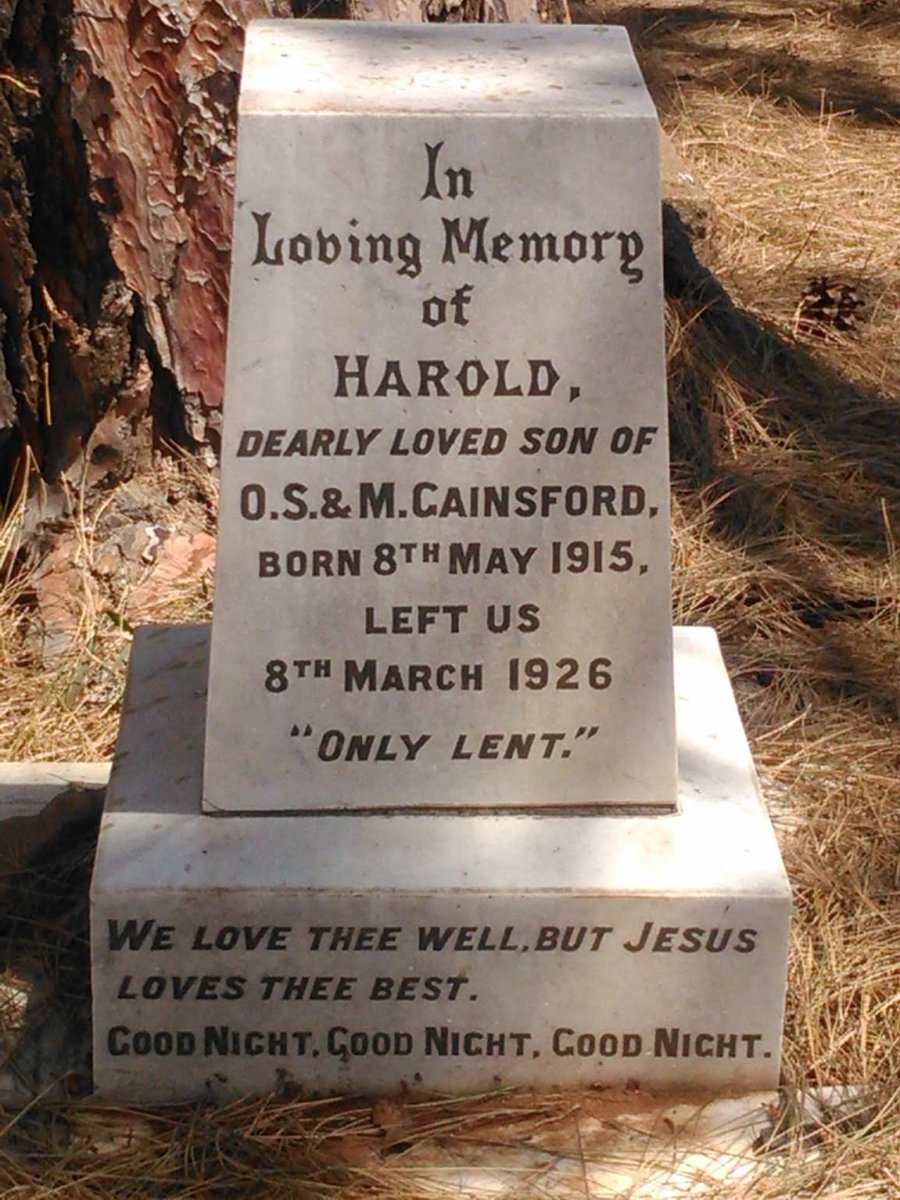 In
Loving Memory
of
HAROLD,
DEARLY LOVED SON OF
O.S.& M.GAINSFORD,
BORN 8TH MAY 1915,
LEFT US
8TH MARCH 1926
"ONLY LENT."
WE LOVE THEE WELL, BUT JESUS
LOVES THEE BEST.
GOOD NIGHT, GOOD NIGHT, GOOD NIGHT.